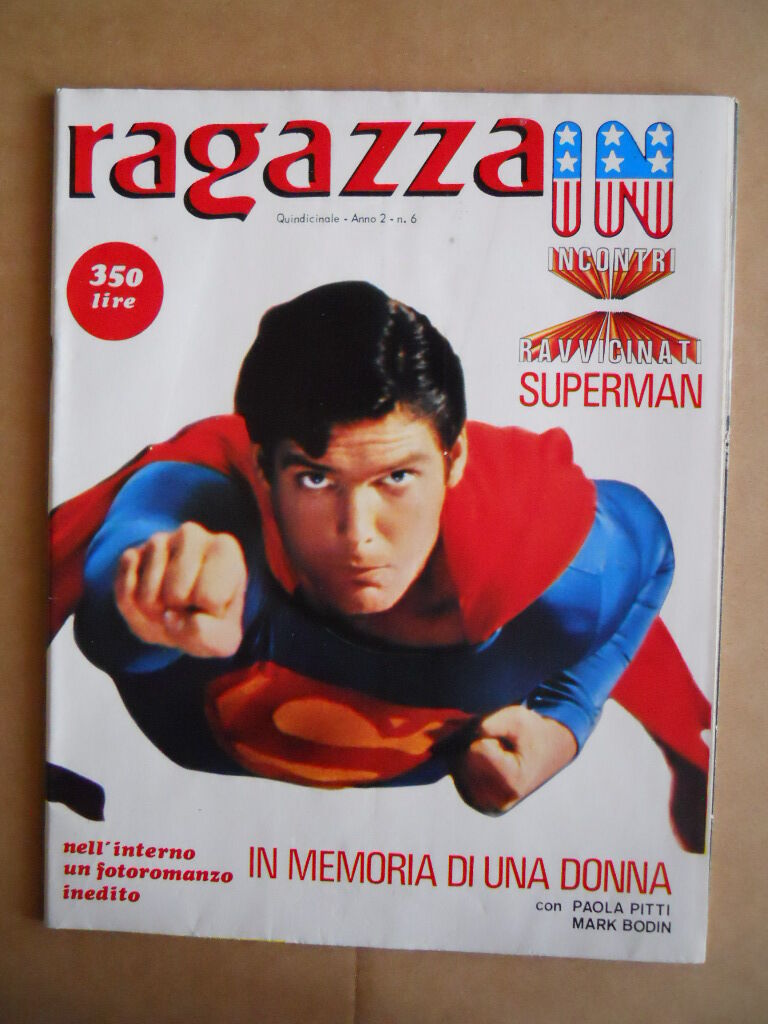 ragazza IN
Quindicinale - Anno 2 - n. 6
350
lire
INCONTRI
RAVVICINATI
SUPERMAN
nell'interno
un fotoromanzo
inedito
IN MEMORIA DI UNA DONNA
con PAOLA PITTI
MARK BODIN